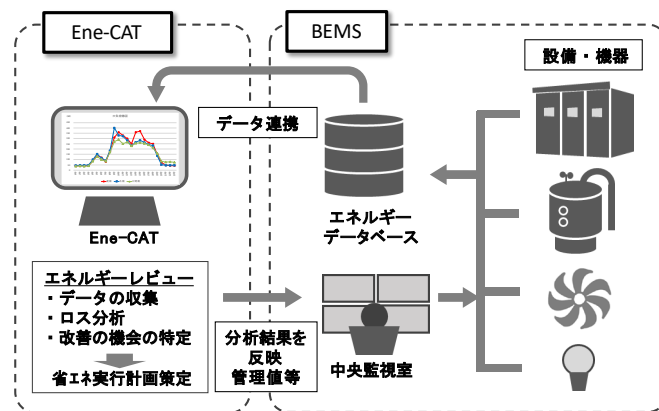 Ene-CAT
BEMS
設備・機器
データ連携
Ene-CAT
エネルギー
データベース
エネルギーレビュー
・データの収集
・ロス分析
・改善の機会の特定
省エネ実行計画策定
分析結果を
反映
管理値等
中央監視室